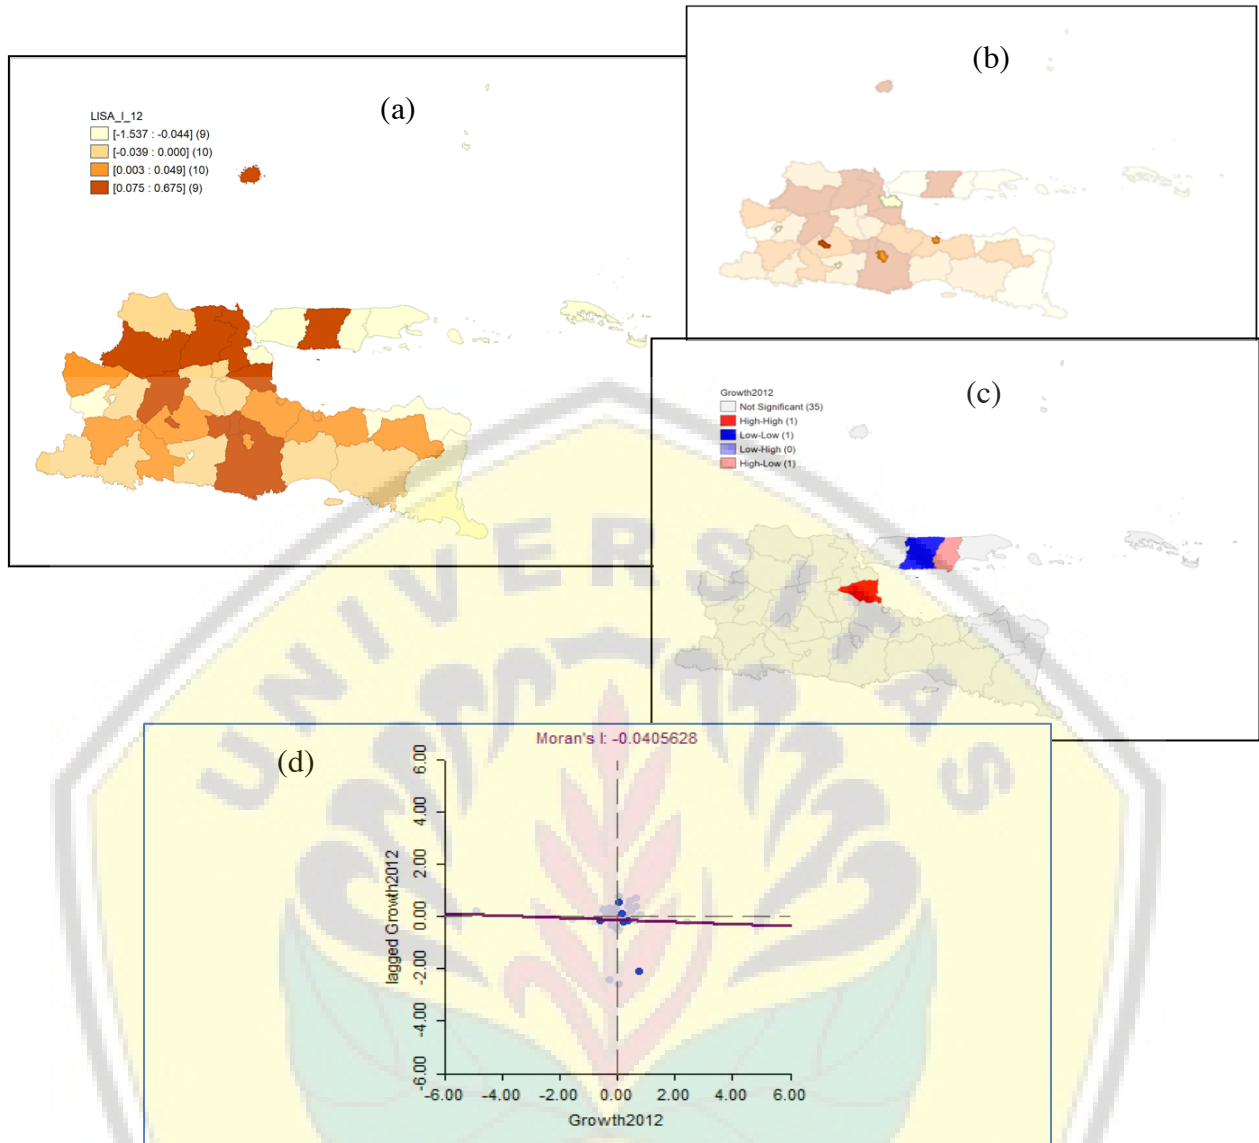 (a)
LISA_I_12
[-1.537 : -0.044] (9)
[-0.039 : 0.000] (10)
[0.003 : 0.049] (10)
[0.075 : 0.675] (9)
(b)
(c)
Growth2012
Not Significant (35)
High-High (1)
Low-Low (1)
Low-High (0)
High-Low (1)
UNIVERSITAS
(d)
Moran's I: -0.0405628
lagged Growth2012
6.00
4.00
2.00
0.00
-2.00
-4.00
-6.00
-6.00 -4.00 -2.00 0.00 2.00 4.00 6.00
Growth2012